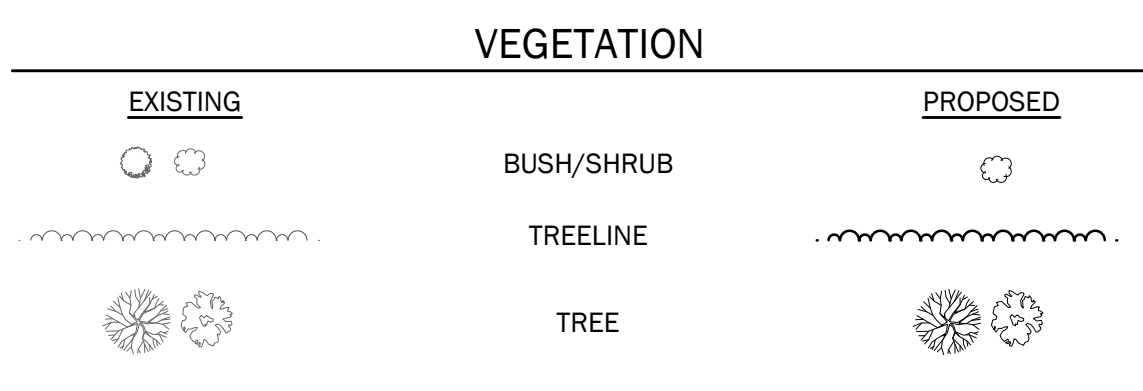 VEGETATION
EXISTING PROPOSED
BUSH/SHRUB
TREELINE
TREE